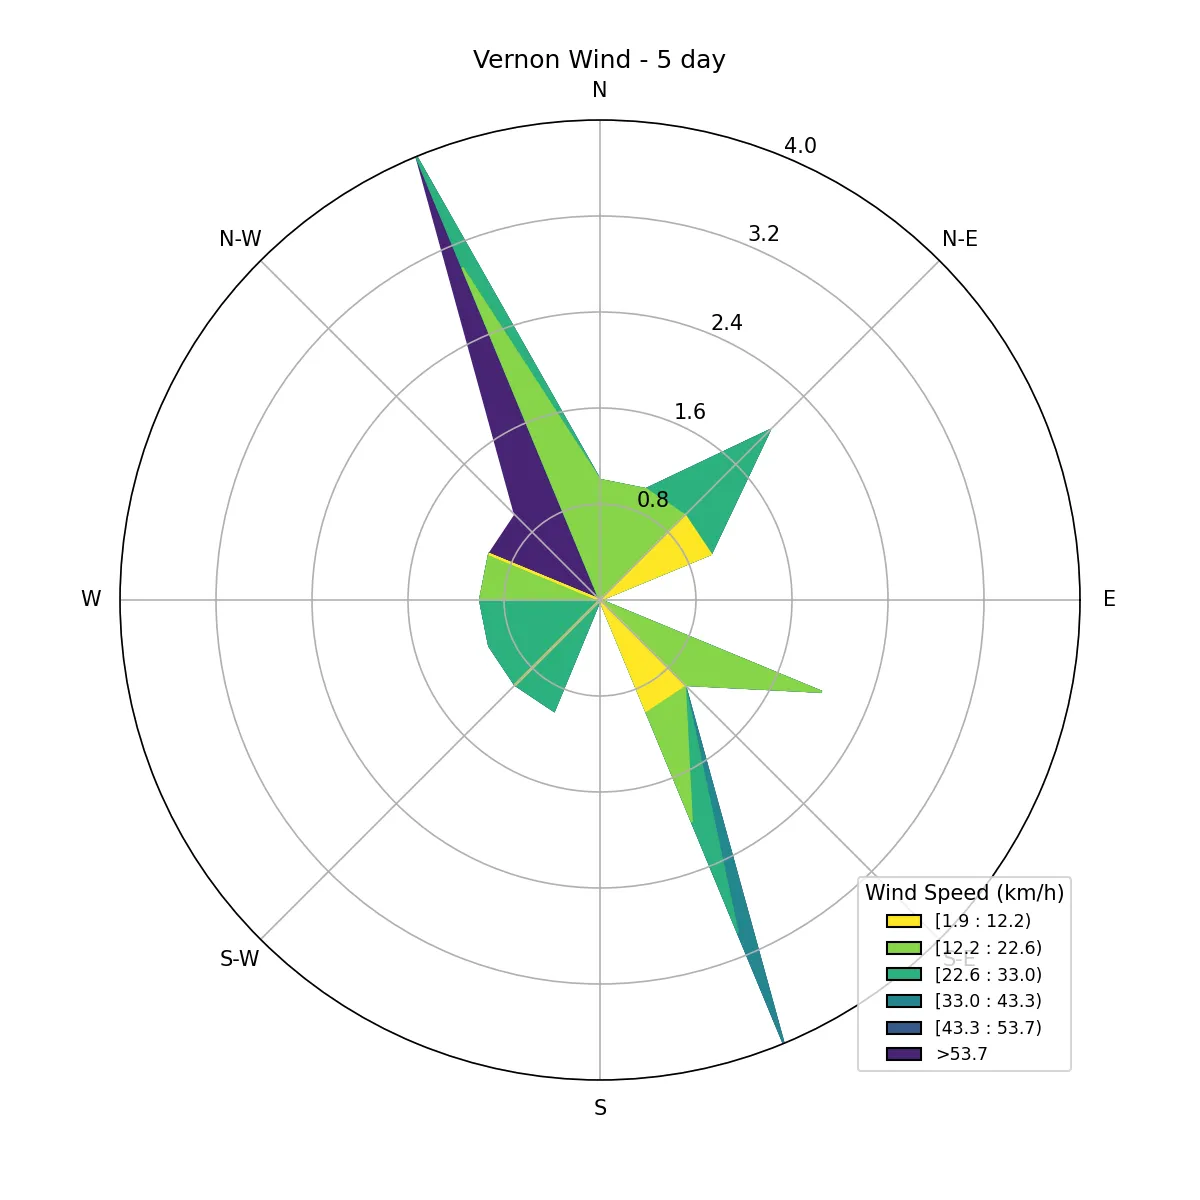 Vernon Wind - 5 day
N
4.0
N-W
3.2
N-E
2.4
1.6
0.8
W
E
S-W
S-E
S
Wind Speed (km/h)
[1.9 : 12.2)
[12.2 : 22.6)
[22.6 : 33.0)
[33.0 : 43.3)
[43.3 : 53.7)
>53.7